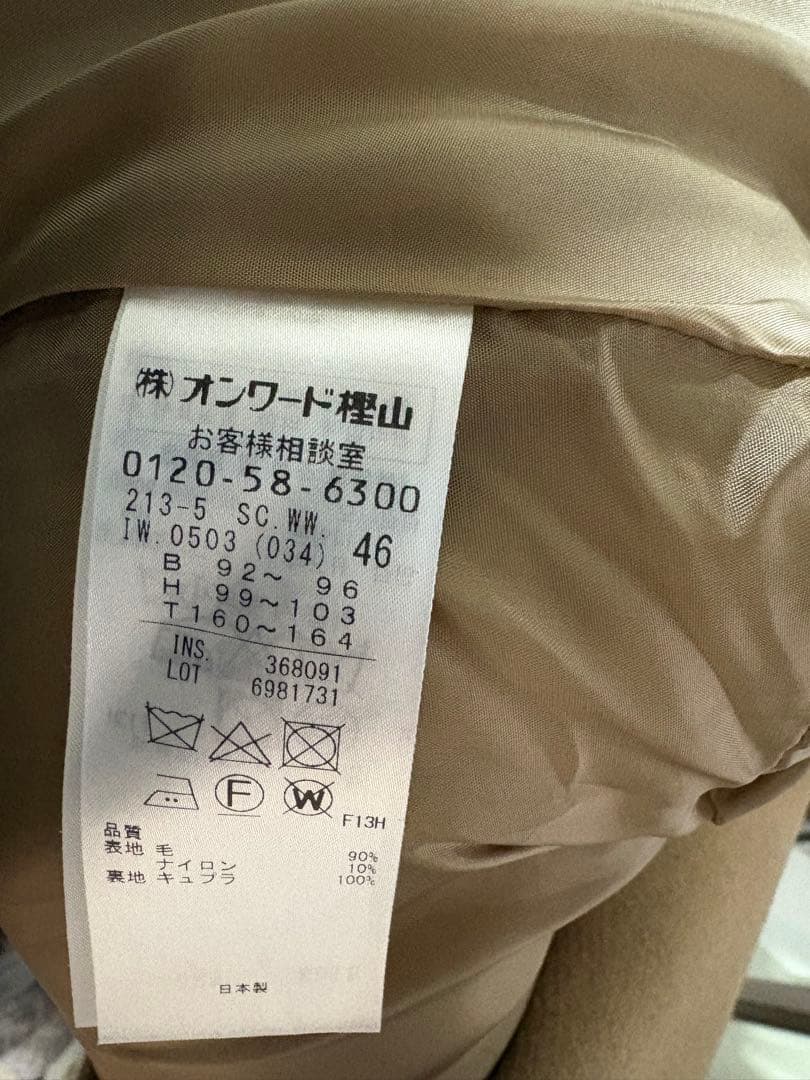 (株)オンワード樫山
お客様相談室
0120-58-6300
213-5 SC.WW.
IW.0503 (034) 46
B 92~ 96
H 99~103
T160~164
INS. 368091
LOT 6981731
F
W
F13H
品質
表地 毛 90%
ナイロン 10%
裏地 キュプラ 100%
日本製